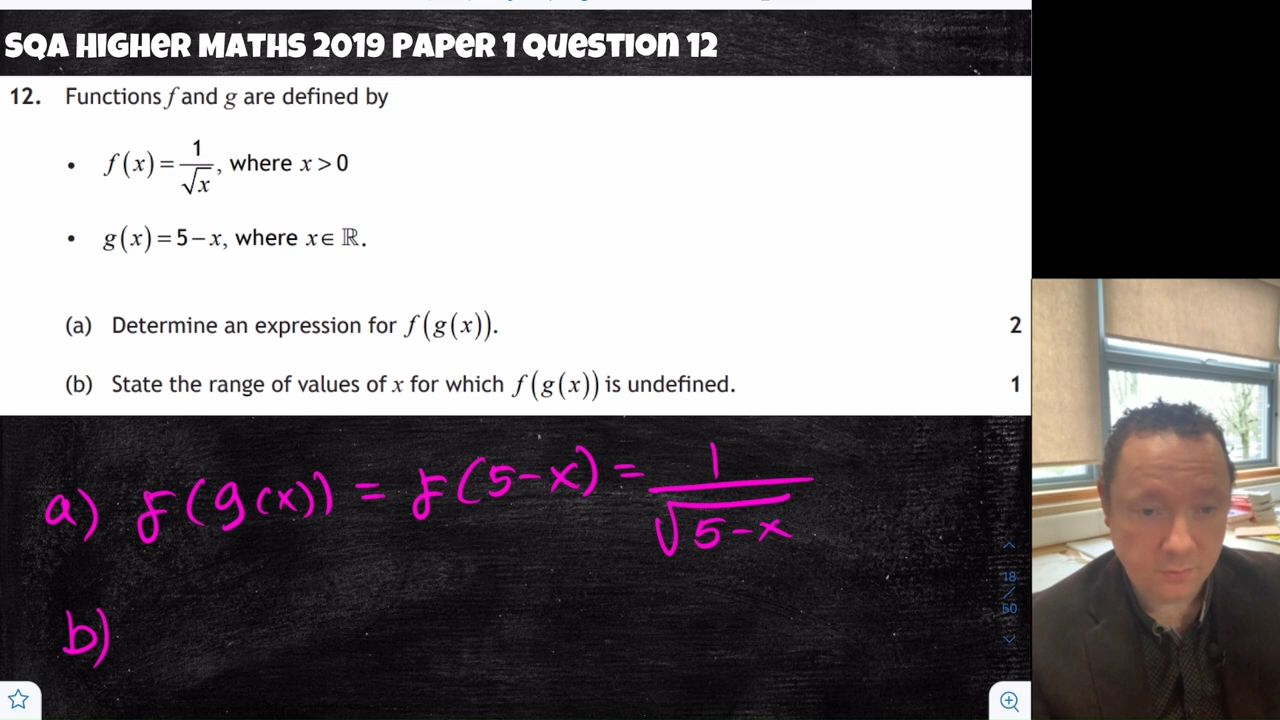 SQA Higher Maths 2019 Paper 1 Question 12
12. Functions f and g are defined by
• f(x) = 1/√x, where x > 0
• g(x) = 5 − x, where x ∈ ℝ.
(a) Determine an expression for f(g(x)). 2
(b) State the range of values of x for which f(g(x)) is undefined. 1
a) f(g(x)) = f(5-x) = 1/√(5-x)
b)
18
/
50